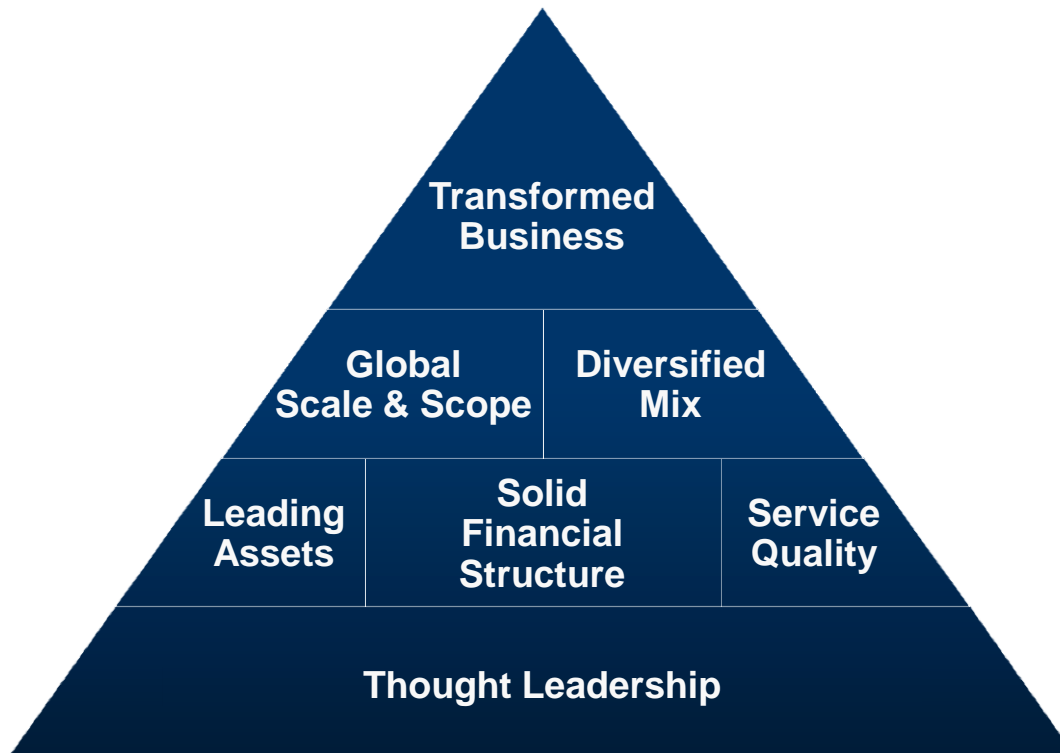 Transformed
Business
Global
Scale & Scope
Diversified
Mix
Leading
Assets
Solid
Financial
Structure
Service
Quality
Thought Leadership